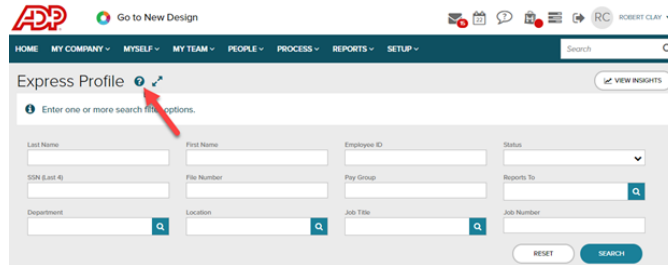 ADP Go to New Design 15 22 RC ROBERT CLAY
HOME MY COMPANY MYSELF MY TEAM PEOPLE PROCESS REPORTS SETUP Search
Express Profile ? VIEW INSIGHTS
i Enter one or more search filter options.
Last Name First Name Employee ID Status
SSN (Last 4) File Number Pay Group Reports To
Department Location Job Title Job Number
RESET SEARCH